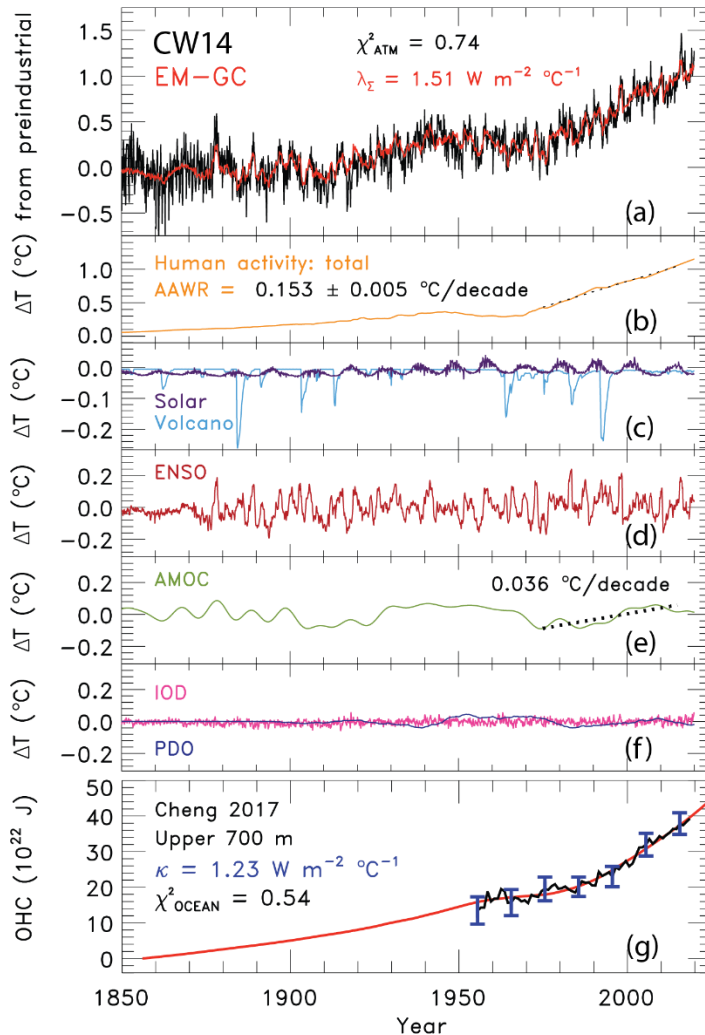 CW14
χ²ATM = 0.74
EM−GC
λΣ = 1.51 W m⁻² °C⁻¹
1.5
1.0
0.5
0.0
−0.5
ΔT (°C) from preindustrial
(a)
Human activity: total
AAWR = 0.153 ± 0.005 °C/decade
1.0
0.5
0.0
(b)
0.0
−0.1
−0.2
ΔT (°C)
Solar
Volcano
(c)
ENSO
0.2
0.0
−0.2
ΔT (°C)
(d)
AMOC
0.036 °C/decade
0.2
0.0
−0.2
ΔT (°C)
(e)
IOD
0.2
0.0
−0.2
ΔT (°C)
PDO
(f)
50
40
30
20
10
0
OHC (10²² J)
Cheng 2017
Upper 700 m
κ = 1.23 W m⁻² °C⁻¹
χ²OCEAN = 0.54
(g)
1850 1900 1950 2000
Year